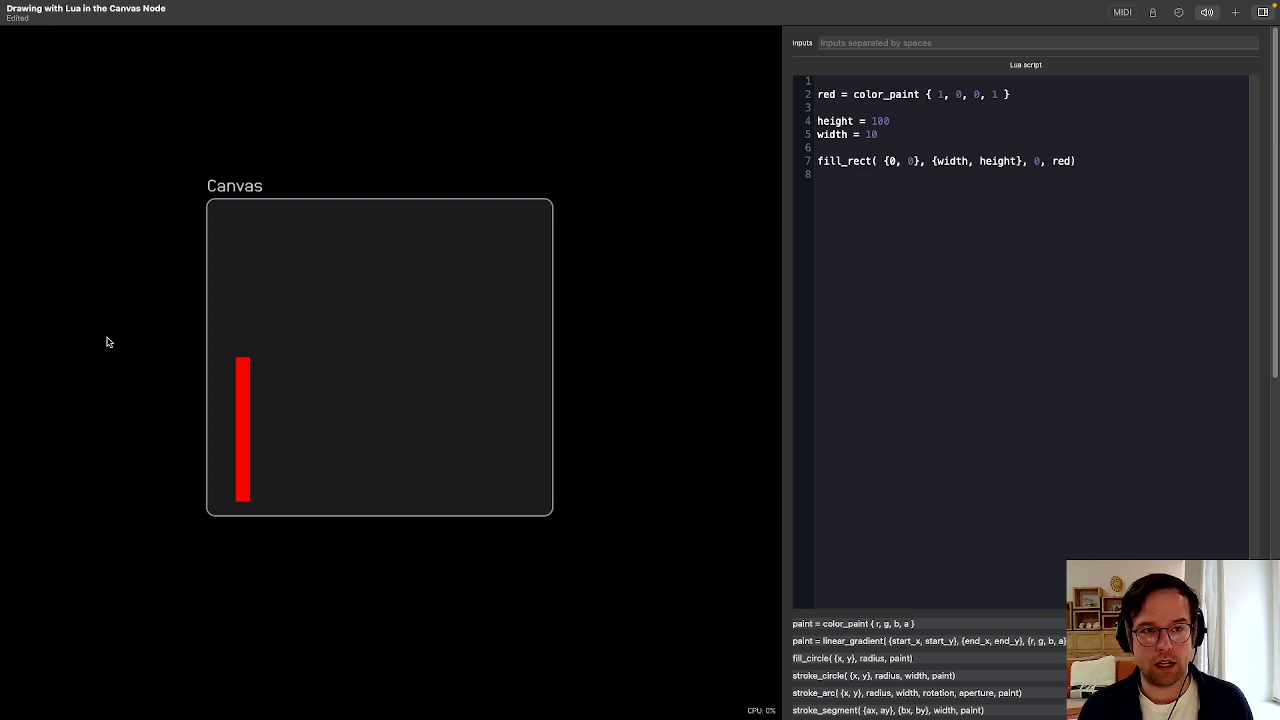 Drawing with Lua in the Canvas Node
Edited
MIDI
Inputs
Inputs separated by spaces
Lua script
1
2 red = color_paint { 1, 0, 0, 1 }
3
4 height = 100
5 width = 10
6
7 fill_rect( {0, 0}, {width, height}, 0, red)
8
Canvas
paint = color_paint { r, g, b, a }
paint = linear_gradient( {start_x, start_y}, {end_x, end_y}, {r, g, b, a}
fill_circle( {x, y}, radius, paint)
stroke_circle( {x, y}, radius, width, paint)
stroke_arc( {x, y}, radius, width, rotation, aperture, paint)
stroke_segment( {ax, ay}, {bx, by}, width, paint)
CPU: 0%